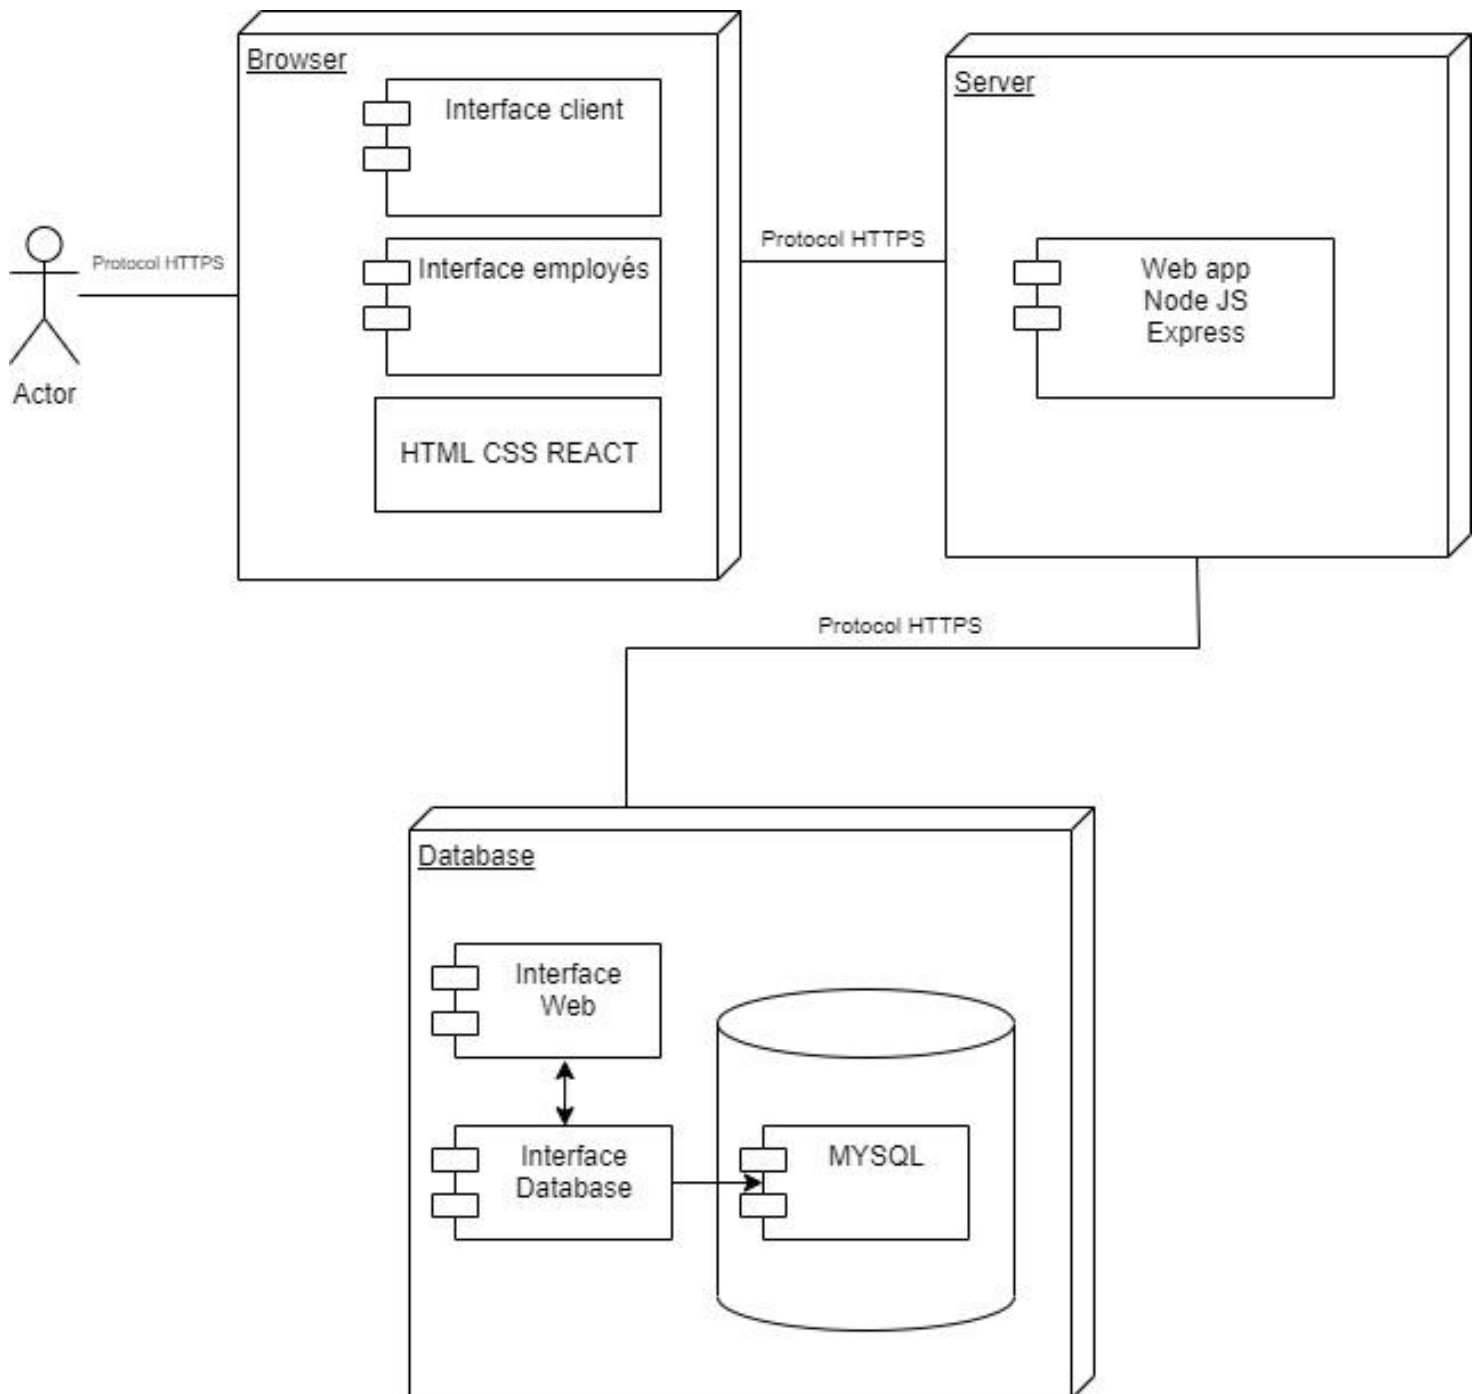 Browser
Interface client
Interface employés
HTML CSS REACT
Protocol HTTPS
Actor
Protocol HTTPS
Server
Web app
Node JS
Express
Protocol HTTPS
Database
Interface
Web
Interface
Database
MYSQL